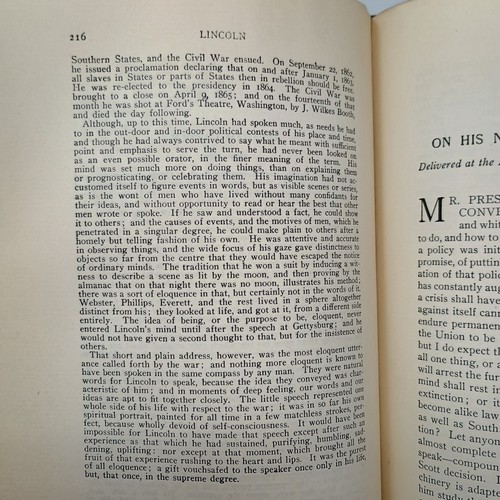 216
LINCOLN
Southern States, and the Civil War ensued. On September 22, 1862,
he issued a proclamation declaring that on and after January 1, 1863,
all slaves in States or parts of States then in rebellion should be free.
He was re-elected to the presidency in 1864. The Civil War was
brought to a close on April 9, 1865; and on the fourteenth of that
month he was shot at Ford's Theatre, Washington, by J. Wilkes Booth,
and died the day following.
Although, up to this time, Lincoln had spoken much, as needs he had
to in the out-door and in-door political contests of his place and time,
and though he had always contrived to say what he meant with sufficient
point and emphasis to serve the turn, he had never been looked on
as an even possible orator, in the finer meaning of the term. His
mind was set much more on doing things, than on explaining them
or prognosticating, or celebrating them. His imagination had not ac-
customed itself to figure events in words, but as visible scenes or series,
as is the wont of men who have lived without many confidants for
their ideas, and without opportunity to read or hear the best that other
men wrote or spoke. If he saw and understood a fact, he could show
it to others; and the causes of events, and the motives of men, which he
penetrated in a singular degree, he could make plain to others after a
homely but telling fashion of his own. He was attentive and accurate
in observing things, and the wide focus of his gaze gave distinctness to
objects so far from the centre that they would have escaped the notice
of ordinary minds. The tradition that he won a suit by inducing a wit-
ness to describe a scene as lit by the moon, and then proving by the
almanac that on that night there was no moon, illustrates his method;
there was a sort of eloquence in that, but certainly not in the words of it.
Webster, Phillips, Everett, and the rest lived in a sphere altogether
distinct from his; they looked at life, and got at it, from a different side
entirely. The idea of being, or the purpose to be, eloquent, never
entered Lincoln's mind until after the speech at Gettysburg; and he
would not have given a second thought to that, but for the insistence of
others.
That short and plain address, however, was the most eloquent utter-
ance called forth by the war; and nothing more eloquent is known to
have been spoken in the same compass by any man. They were natural
words for Lincoln to speak, because the idea they conveyed was char-
acteristic of him; and in moments of deep feeling, our words and our
ideas are apt to fit together closely. The little speech represented one
whole side of his life with respect to the war; it was in so far his own
spiritual portrait, painted for all time in a few matchless strokes, per-
fect, because wholly devoid of self-consciousness. It would have been
impossible for Lincoln to have made that speech except after such an
experience as that which he had sustained, purifying, humbling, sad-
dening, uplifting; nor except at that moment, which brought all the
fruit of that experience rushing to the heart and lips. It was the purest
of all eloquence; a gift vouchsafed to the speaker once only in his life,
but, that once, in the supreme degree.
ON HIS N
Delivered at the
MR. PRES
CONVE
and whit
to do, and how to
a policy was init
promise, of puttin
ation of that polic
has constantly aug
a crisis shall have
against itself cann
endure permanen
the Union to be
but I do expect it
all one thing, or a
will arrest the fur
mind shall rest in
extinction; or it
become alike law
as well as South
tion? Let anyon
almost complete
speak—compound
Scott decision.
chinery is adapte
his study the